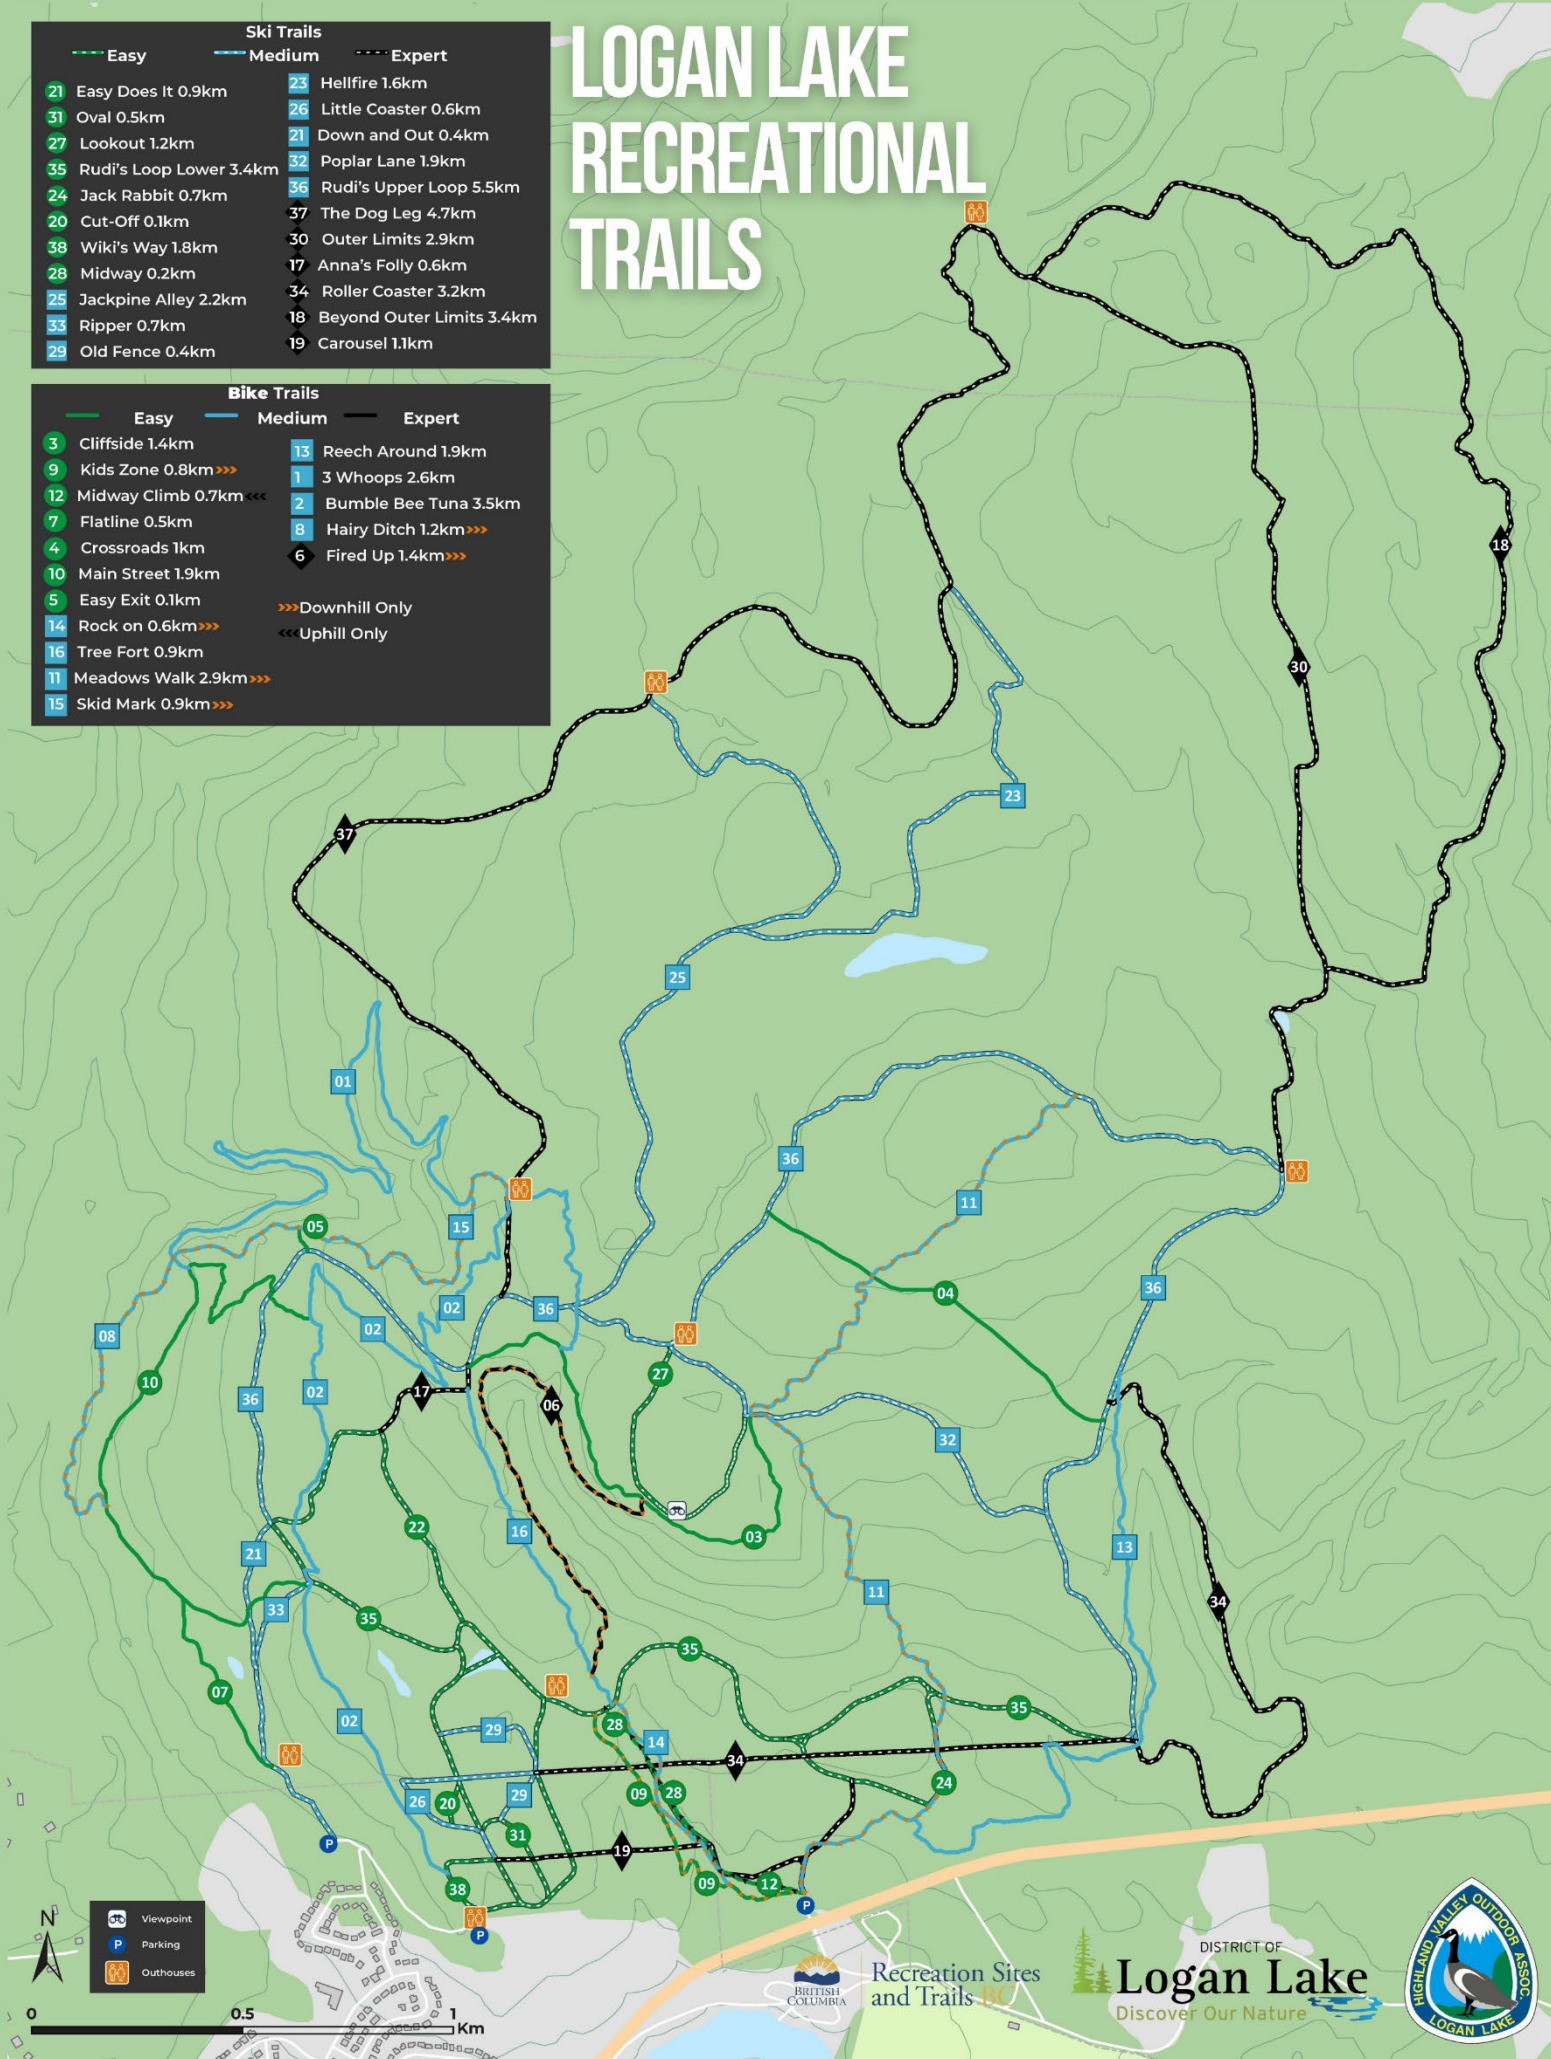 LOGAN LAKE
RECREATIONAL
TRAILS
Ski Trails
Easy
Medium
Expert
21 Easy Does It 0.9km
31 Oval 0.5km
27 Lookout 1.2km
35 Rudi's Loop Lower 3.4km
24 Jack Rabbit 0.7km
20 Cut-Off 0.1km
38 Wiki's Way 1.8km
28 Midway 0.2km
25 Jackpine Alley 2.2km
33 Ripper 0.7km
29 Old Fence 0.4km
23 Hellfire 1.6km
26 Little Coaster 0.6km
21 Down and Out 0.4km
32 Poplar Lane 1.9km
36 Rudi's Upper Loop 5.5km
37 The Dog Leg 4.7km
30 Outer Limits 2.9km
17 Anna's Folly 0.6km
34 Roller Coaster 3.2km
18 Beyond Outer Limits 3.4km
19 Carousel 1.1km
Bike Trails
Easy
Medium
Expert
3 Cliffside 1.4km
9 Kids Zone 0.8km>>>
12 Midway Climb 0.7km<<<
7 Flatline 0.5km
4 Crossroads 1km
10 Main Street 1.9km
5 Easy Exit 0.1km
14 Rock on 0.6km>>>
16 Tree Fort 0.9km
11 Meadows Walk 2.9km>>>
15 Skid Mark 0.9km>>>
13 Reech Around 1.9km
1 3 Whoops 2.6km
2 Bumble Bee Tuna 3.5km
8 Hairy Ditch 1.2km>>>
6 Fired Up 1.4km>>>
>>>Downhill Only
<<<Uphill Only
18
30
23
37
25
01
36
11
15
05
04
36
02
36
02
08
27
10
02
17
36
06
32
22
16
03
13
21
11
34
33
35
35
07
35
02
28
29
14
34
24
09
28
29
26
20
31
19
09
12
38
P
P
P
N
Viewpoint
P Parking
Outhouses
0
0.5
1
Km
BRITISH
COLUMBIA
Recreation Sites
and Trails BC
DISTRICT OF
Logan Lake
Discover Our Nature
HIGHLAND VALLEY OUTDOOR ASSOC.
LOGAN LAKE